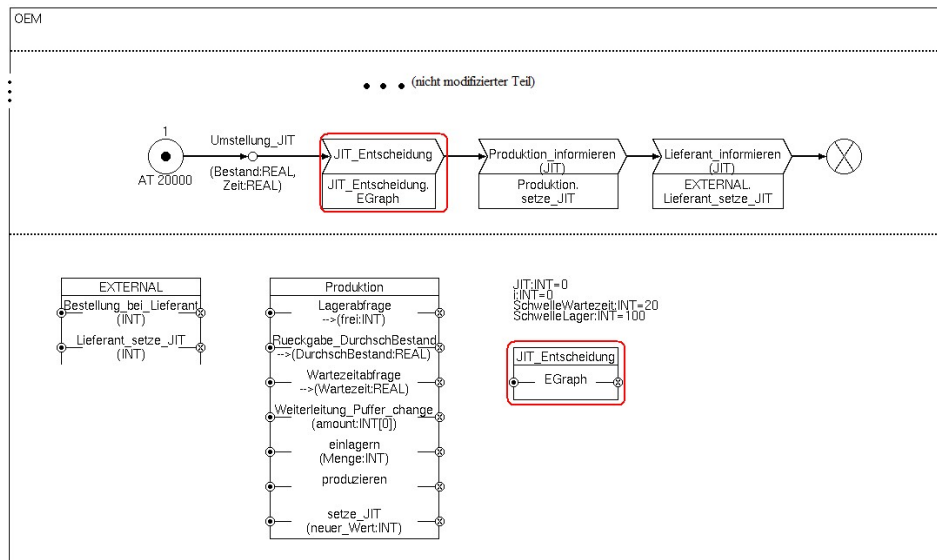 OEM
• • • (nicht modifizierter Teil)
1
AT 20000
Umstellung_JIT
(Bestand:REAL,
Zeit:REAL)
JIT_Entscheidung
JIT_Entscheidung.
EGraph
Produktion_informieren
(JIT)
Produktion.
setze_JIT
Lieferant_informieren
(JIT)
EXTERNAL.
Lieferant_setze_JIT
EXTERNAL
Bestellung_bei_Lieferant
(INT)
Lieferant_setze_JIT
(INT)
Produktion
Lagerabfrage
-->(frei:INT)
Rueckgabe_DurchschBestand
-->(DurchschBestand:REAL)
Wartezeitabfrage
-->(Wartezeit:REAL)
Weiterleitung_Puffer_change
(amount:INT[0])
einlagern
(Menge:INT)
produzieren
setze_JIT
(neuer_Wert:INT)
JIT:INT=0
i:INT=0
SchwelleWartezeit:INT=20
SchwelleLager:INT=100
JIT_Entscheidung
EGraph